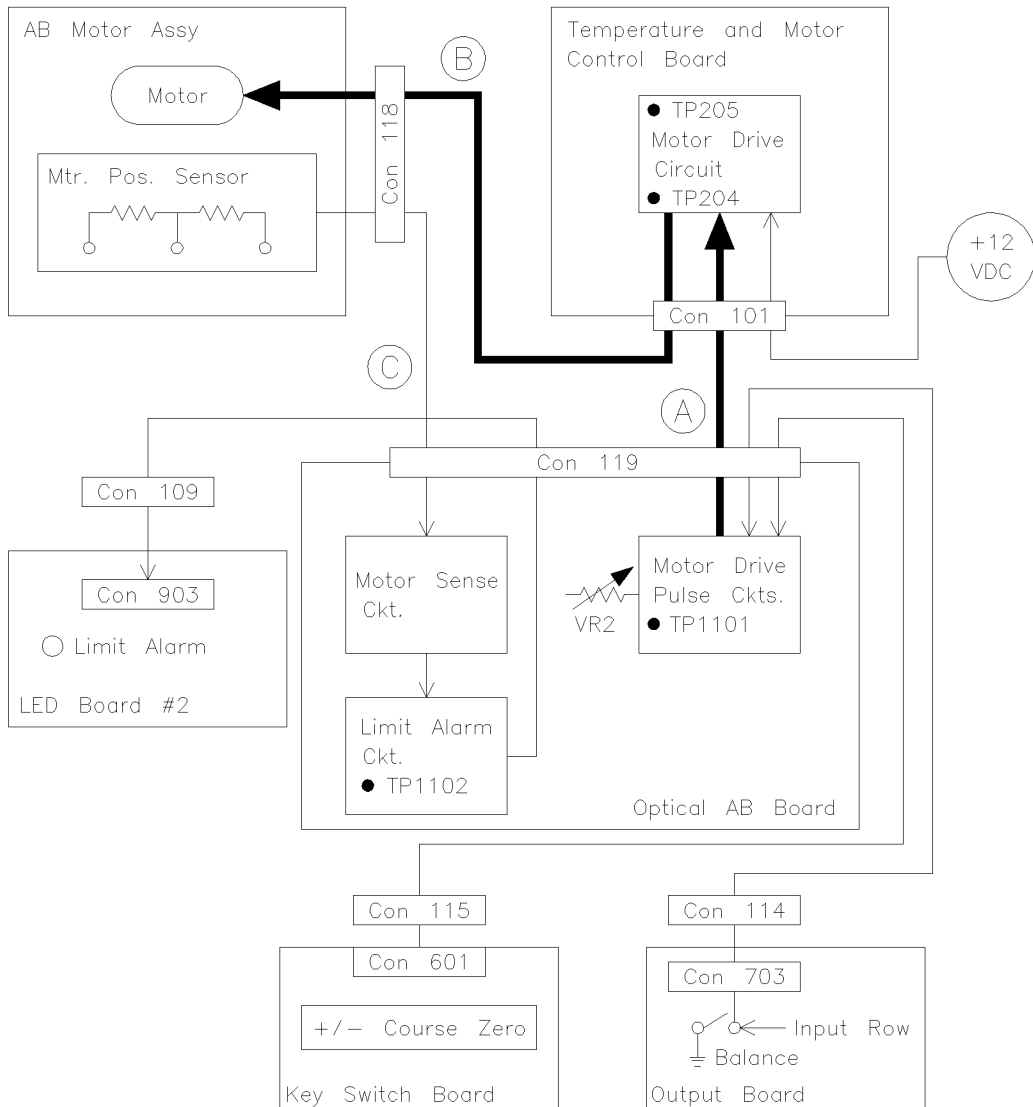 AB Motor Assy
Motor
Mtr. Pos. Sensor
Con 118
B
Temperature and Motor
Control Board
TP205
Motor Drive
Circuit
TP204
+12
VDC
Con 101
C
A
Con 119
Con 109
Con 903
Limit Alarm
LED Board #2
Motor Sense
Ckt.
Limit Alarm
Ckt.
TP1102
VR2
Motor Drive
Pulse Ckts.
TP1101
Optical AB Board
Con 115
Con 601
+/- Course Zero
Key Switch Board
Con 114
Con 703
Input Row
Balance
Output Board